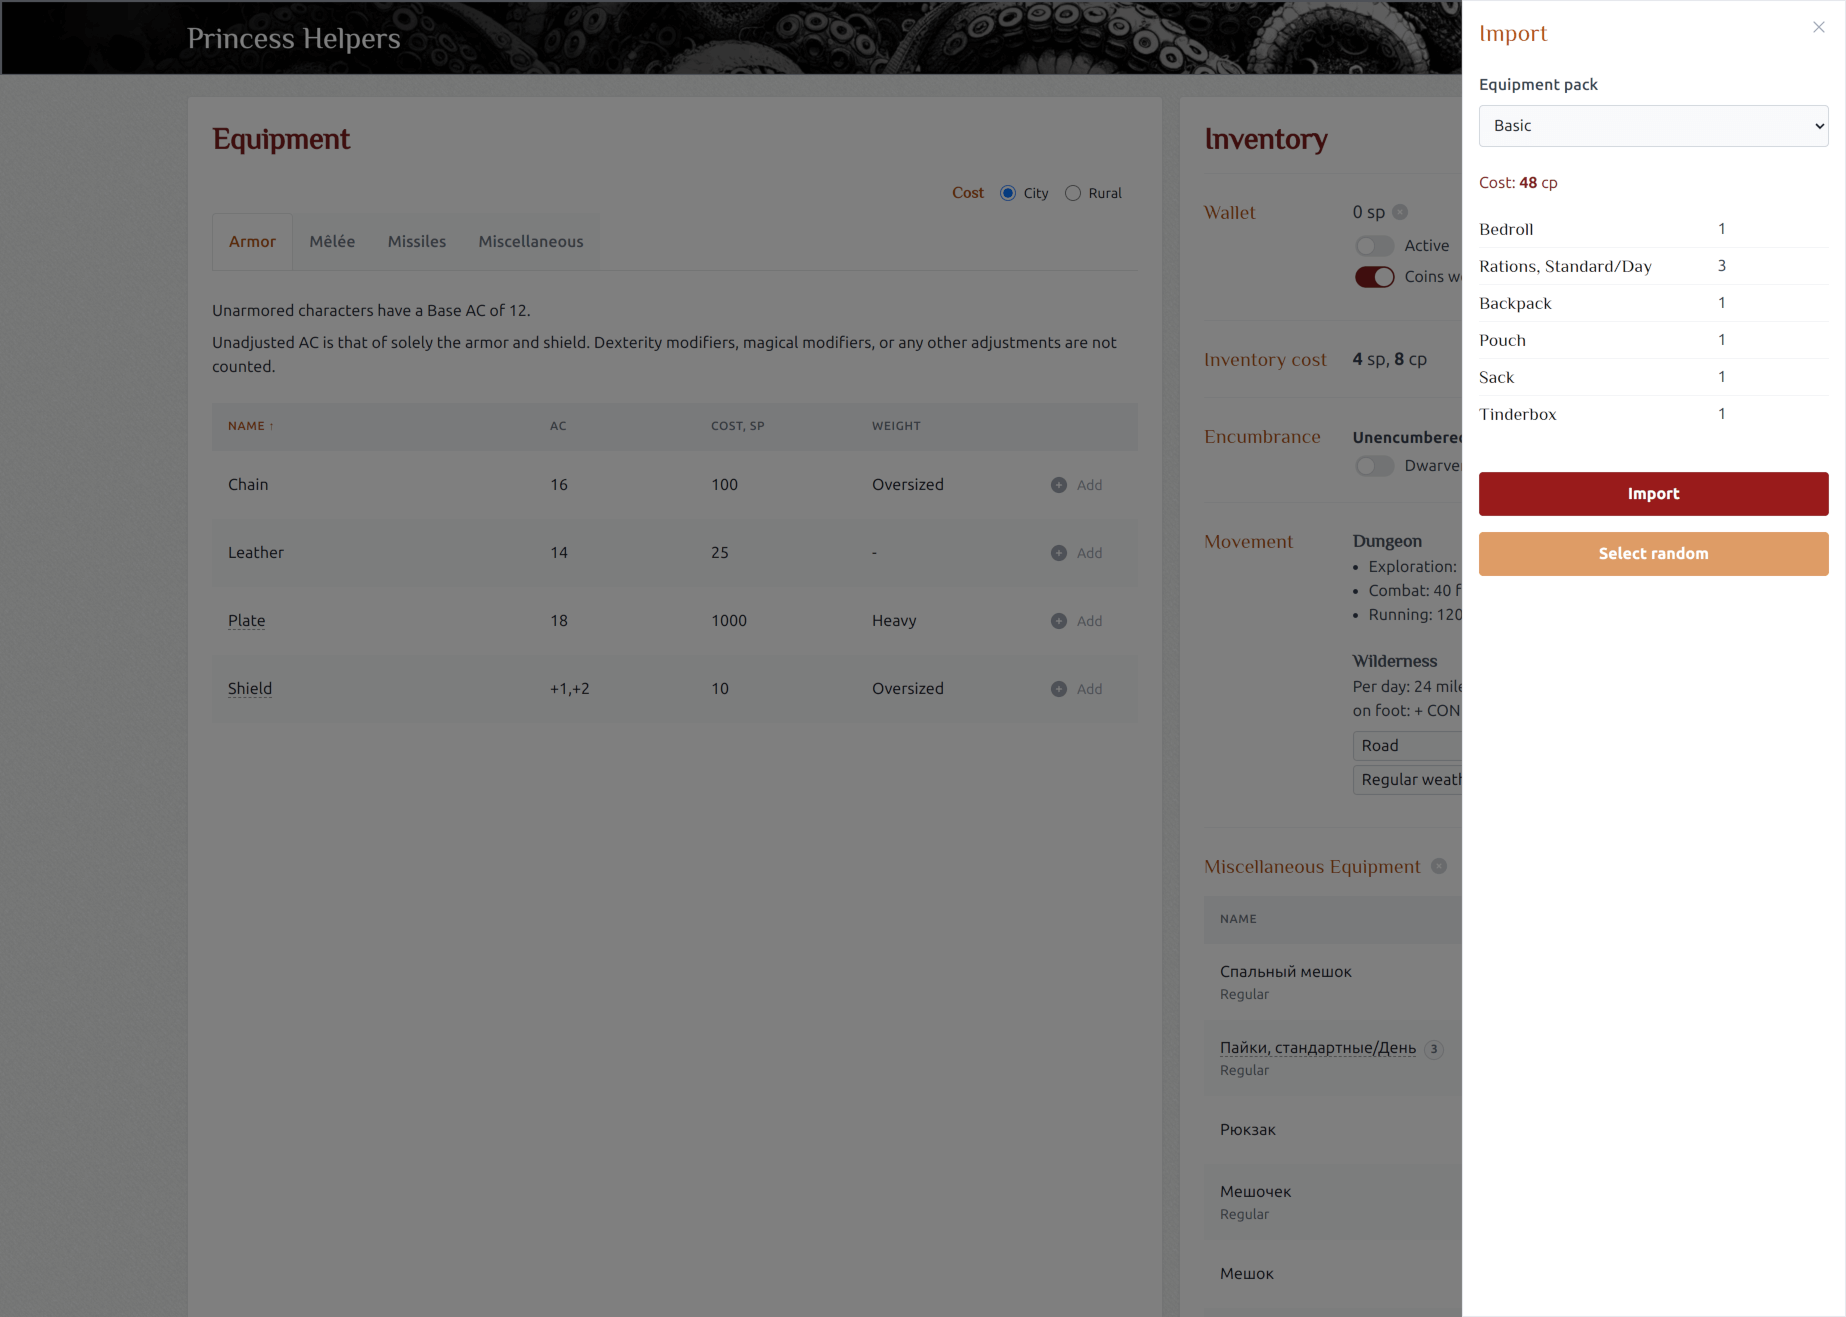 Princess Helpers
Equipment
Cost City Rural
Armor Mêlée Missiles Miscellaneous
Unarmored characters have a Base AC of 12.
Unadjusted AC is that of solely the armor and shield. Dexterity modifiers, magical modifiers, or any other adjustments are not
counted.
NAME ↑ AC COST, SP WEIGHT
Chain 16 100 Oversized Add
Leather 14 25 - Add
Plate 18 1000 Heavy Add
Shield +1,+2 10 Oversized Add
Inventory
Wallet 0 sp
Active
Coins
Inventory cost 4 sp, 8 cp
Encumbrance Unencumbered
Movement Dungeon
• Exploration:
• Combat: 40
• Running: 120
Wilderness
Per day: 24
on foot: + CON
Road
Regular
Miscellaneous Equipment
NAME
Спальный мешок
Regular
Пайки, стандартные/День 3
Regular
Рюкзак
Мешочек
Regular
Мешок
Import
Equipment pack
Basic
Cost: 48 cp
Bedroll 1
Rations, Standard/Day 3
Backpack 1
Pouch 1
Sack 1
Tinderbox 1
Import
Select random